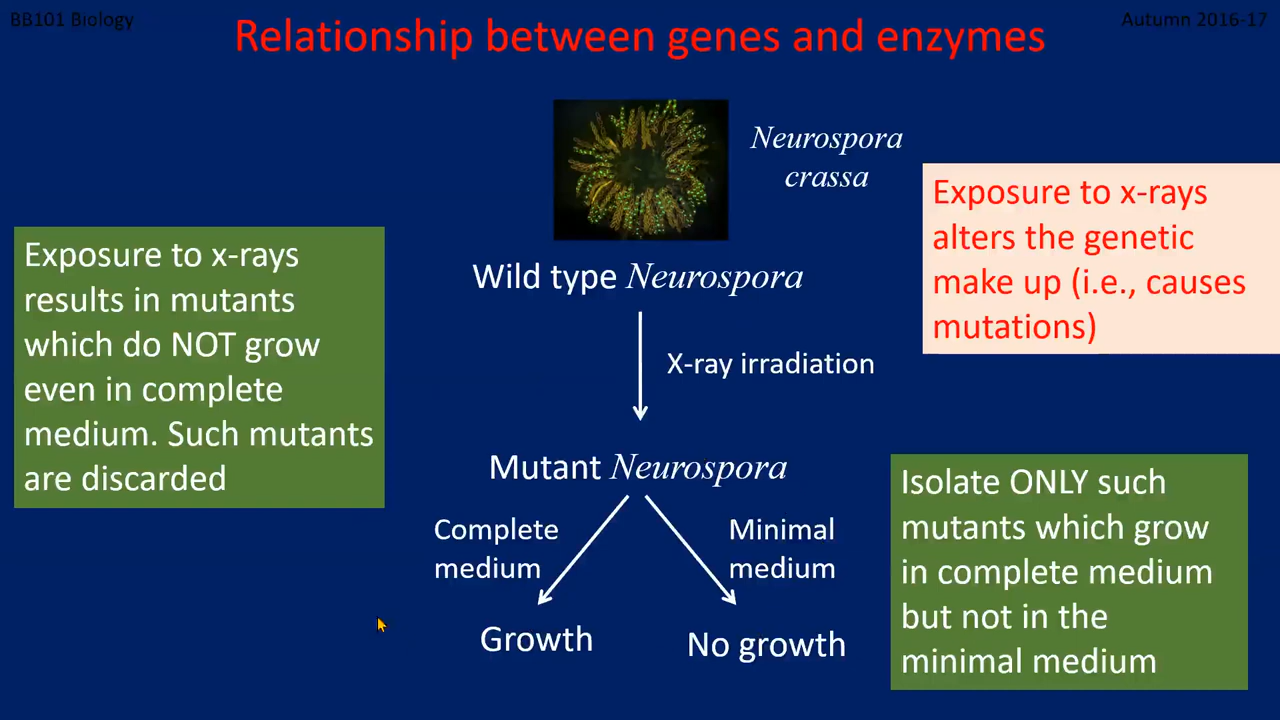 BB101 Biology
Autumn 2016-17
Relationship between genes and enzymes
Neurospora
crassa
Exposure to x-rays
alters the genetic
make up (i.e., causes
mutations)
Exposure to x-rays
results in mutants
which do NOT grow
even in complete
medium. Such mutants
are discarded
Wild type Neurospora
X-ray irradiation
Mutant Neurospora
Complete
medium
Minimal
medium
Growth
No growth
Isolate ONLY such
mutants which grow
in complete medium
but not in the
minimal medium